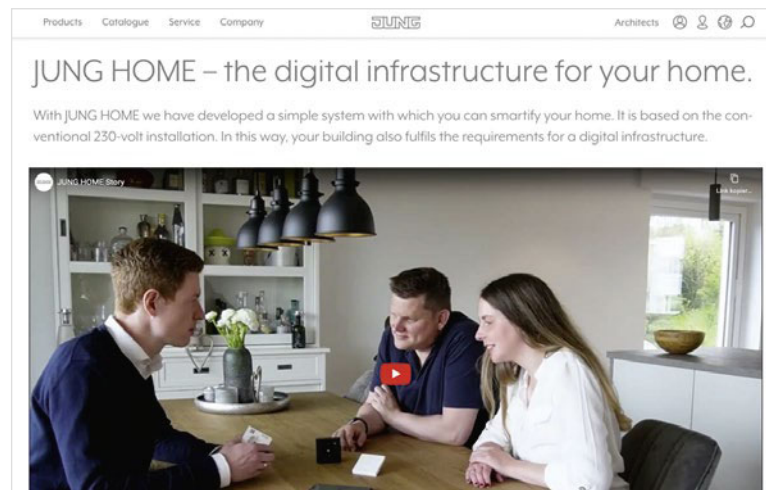 Products Catalogue Service Company JUNG Architects
JUNG HOME – the digital infrastructure for your home.
With JUNG HOME we have developed a simple system with which you can smartify your home. It is based on the con-
ventional 230-volt installation. In this way, your building also fulfils the requirements for a digital infrastructure.
JUNG HOME Story
Link kopier...